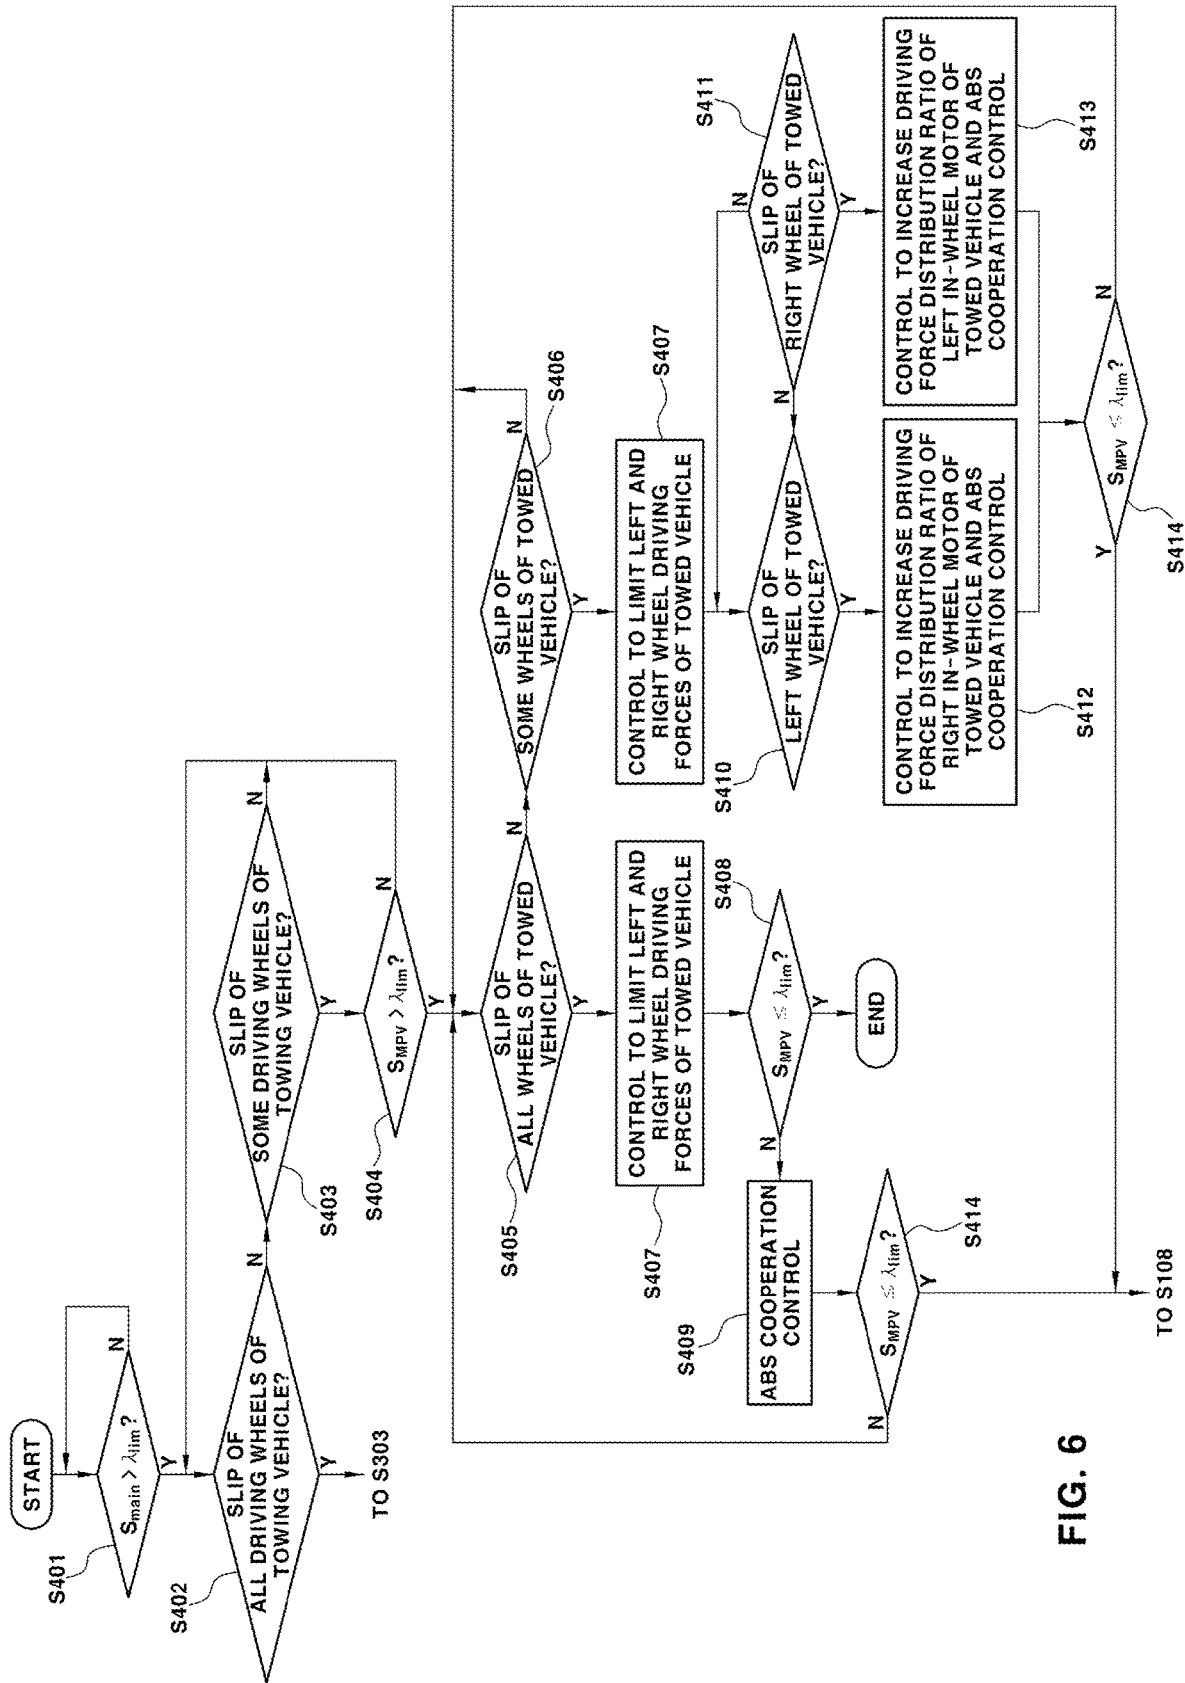 START
S401
Smain > λlim?
N
Y
S402
SLIP OF
ALL DRIVING WHEELS OF
TOWING VEHICLE?
N
Y
TO S303
SLIP OF
SOME DRIVING WHEELS OF
TOWING VEHICLE?
S403
N
Y
SMPV > λlim?
S404
N
Y
SLIP OF
ALL WHEELS OF TOWED
VEHICLE?
S405
N
Y
SLIP OF
SOME WHEELS OF TOWED
VEHICLE?
S406
N
Y
CONTROL TO LIMIT LEFT AND
RIGHT WHEEL DRIVING
FORCES OF TOWED VEHICLE
S407
CONTROL TO LIMIT LEFT AND
RIGHT WHEEL DRIVING
FORCES OF TOWED VEHICLE
S407
SMPV ≤ λlim?
S408
N
Y
END
ABS COOPERATION
CONTROL
S409
SMPV ≤ λlim?
S414
N
Y
SLIP OF
LEFT WHEEL OF TOWED
VEHICLE?
S410
N
Y
SLIP OF
RIGHT WHEEL OF TOWED
VEHICLE?
S411
N
Y
CONTROL TO INCREASE DRIVING
FORCE DISTRIBUTION RATIO OF
RIGHT IN-WHEEL MOTOR OF
TOWED VEHICLE AND ABS
COOPERATION CONTROL
S412
CONTROL TO INCREASE DRIVING
FORCE DISTRIBUTION RATIO OF
LEFT IN-WHEEL MOTOR OF
TOWED VEHICLE AND ABS
COOPERATION CONTROL
S413
SMPV ≤ λlim?
S414
N
Y
TO S108
FIG. 6